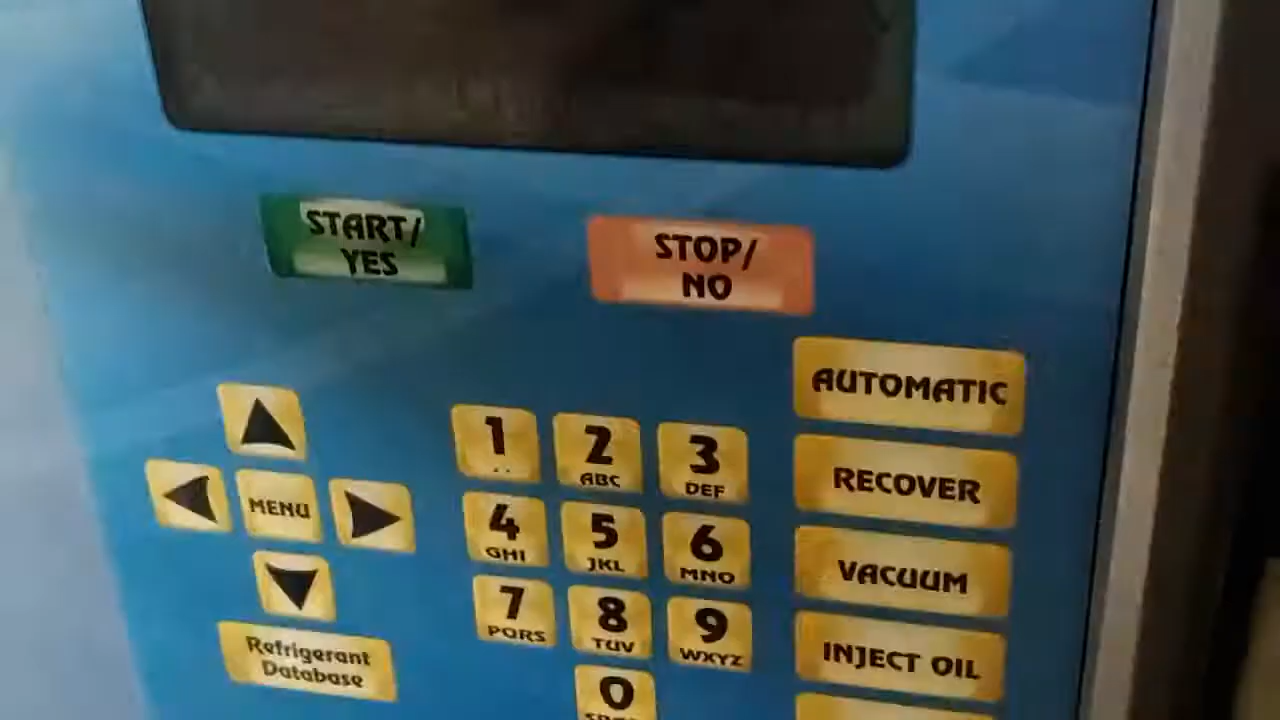 START/
YES
STOP/
NO
AUTOMATIC
1
2
ABC
3
DEF
RECOVER
MENU
4
GHI
5
JKL
6
MNO
VACUUM
7
PQRS
8
TUV
9
WXYZ
INJECT OIL
Refrigerant
Database
0